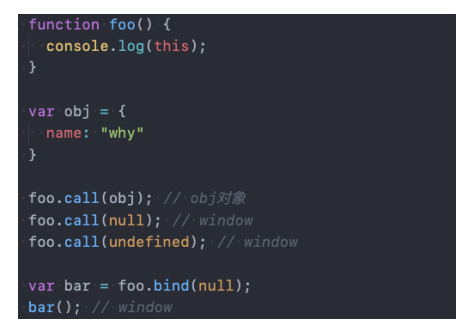 function foo() {
  console.log(this);
}
var obj = {
  name: "why"
}
foo.call(obj); // obj对象
foo.call(null); // window
foo.call(undefined); // window
var bar = foo.bind(null);
bar(); // window